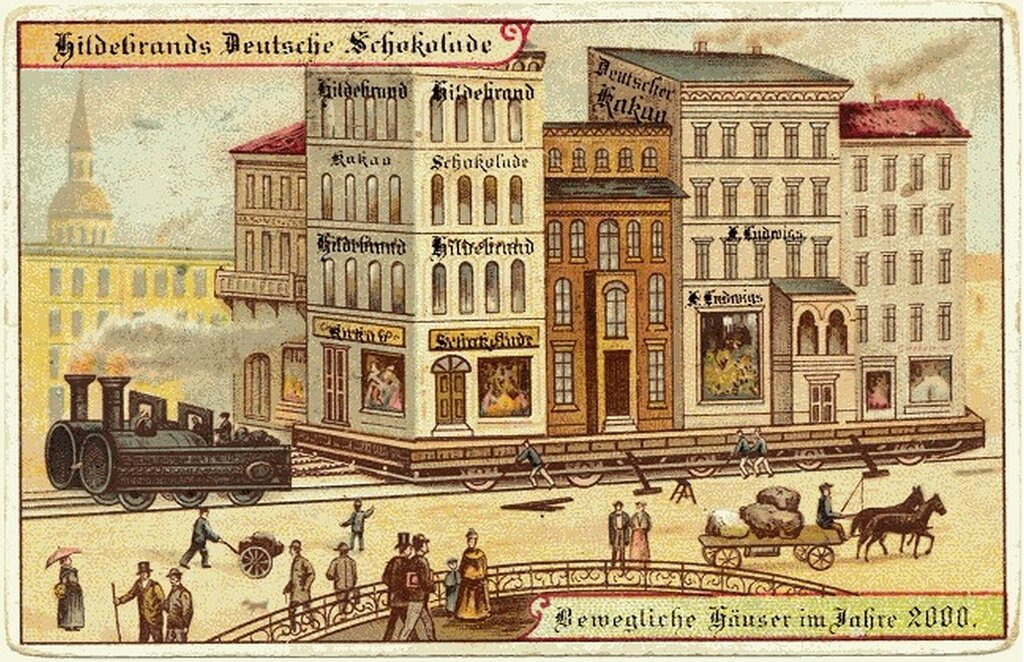 Hildebrands Deutsche Schokolade
Hildebrand Hildebrand
Kakao Schokolade
Hildebrand Hildebrand
Kakao Schokolade
Deutscher
Kakao
F. Ludwigs
F. Ludwigs
Bewegliche Häuser im Jahre 2000.